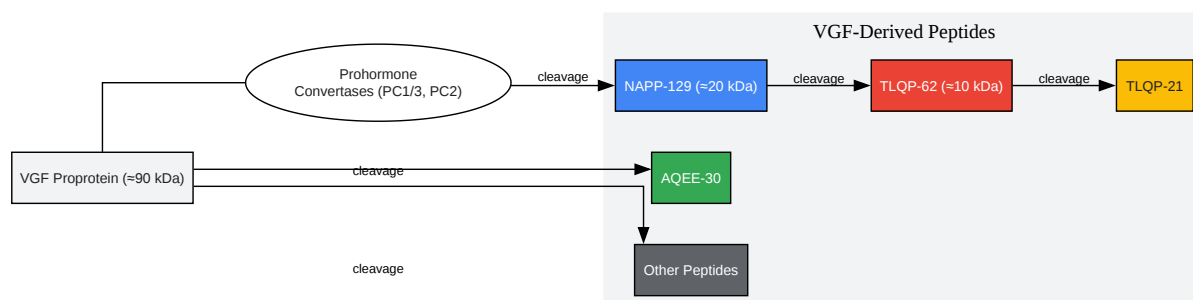 VGF-Derived Peptides
Prohormone
Convertases (PC1/3, PC2)
cleavage
NAPP-129 (≈20 kDa)
cleavage
TLQP-62 (≈10 kDa)
cleavage
TLQP-21
VGF Proprotein (≈90 kDa)
cleavage
AQEE-30
cleavage
Other Peptides